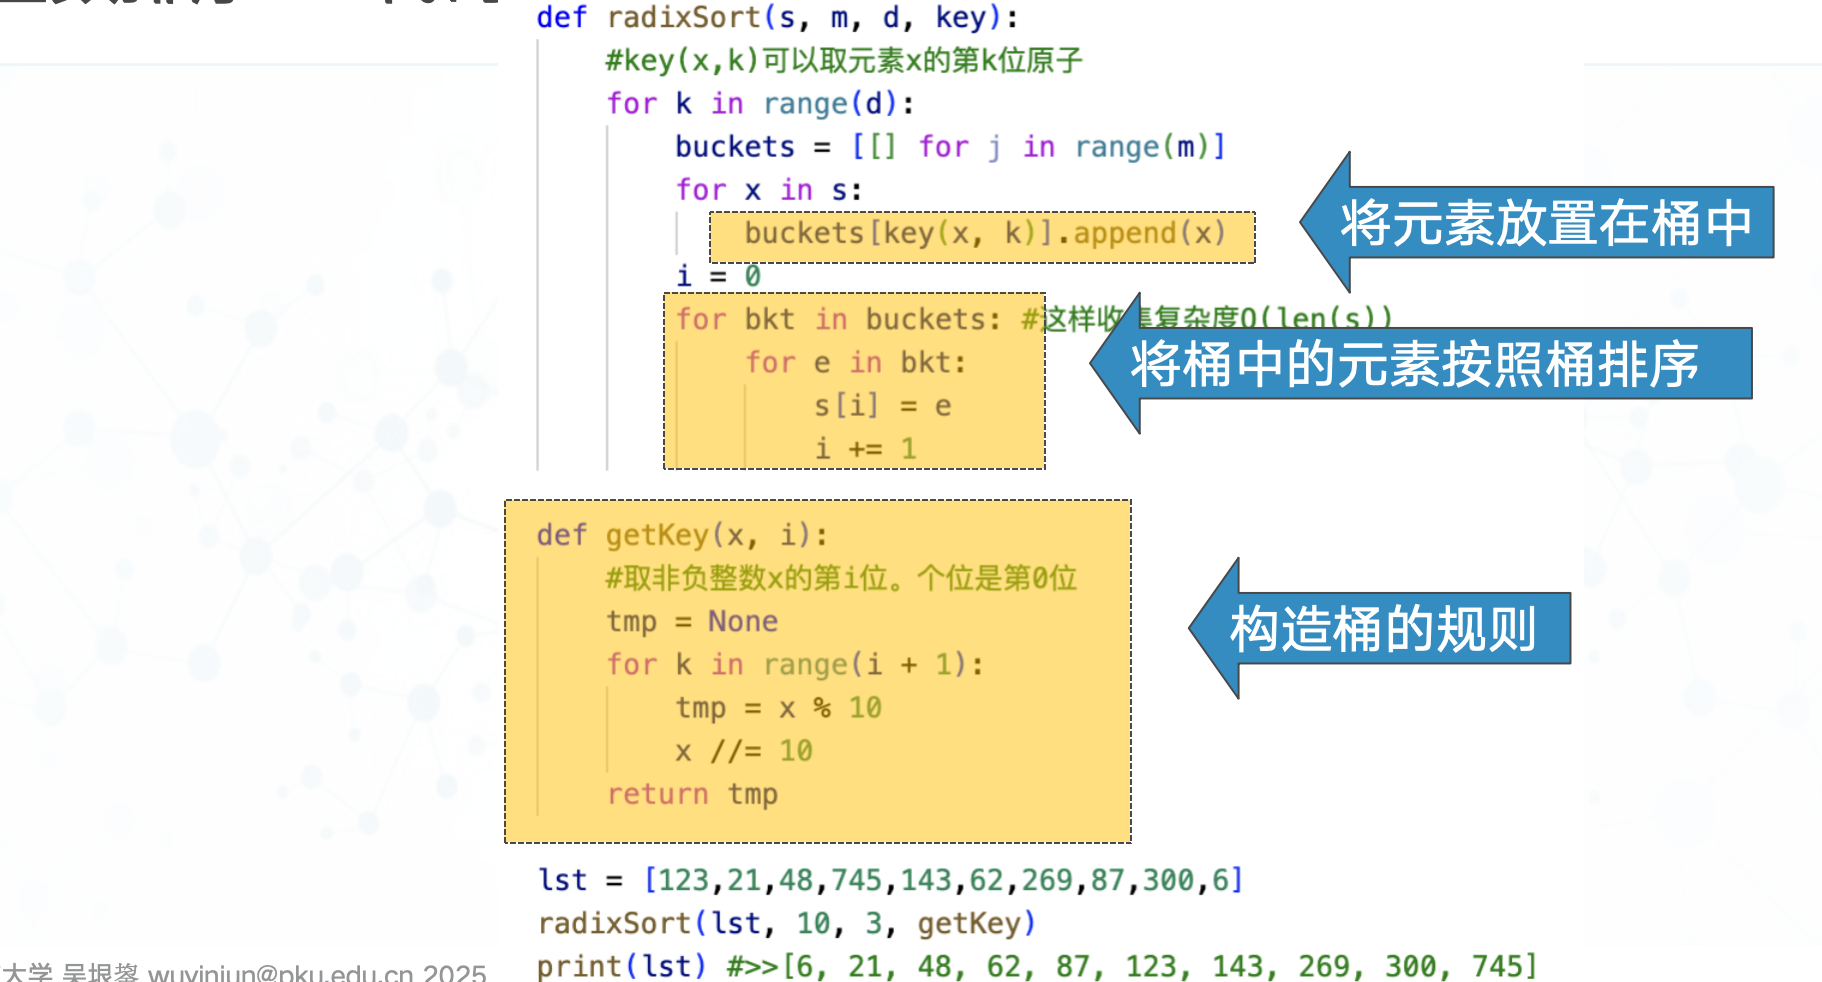 def radixSort(s, m, d, key):
#key(x,k)可以取元素x的第k位原子
for k in range(d):
buckets = [[] for j in range(m)]
for x in s:
buckets[key(x, k)].append(x)
将元素放置在桶中
i = 0
for bkt in buckets: #这样收集复杂度O(len(s))
将桶中的元素按照桶排序
for e in bkt:
s[i] = e
i += 1
def getKey(x, i):
#取非负整数x的第i位。个位是第0位
tmp = None
for k in range(i + 1):
构造桶的规则
tmp = x % 10
x //= 10
return tmp
lst = [123,21,48,745,143,62,269,87,300,6]
radixSort(lst, 10, 3, getKey)
print(lst) #>>[6, 21, 48, 62, 87, 123, 143, 269, 300, 745]
大学 wuyinjun@pku.edu.cn 2025